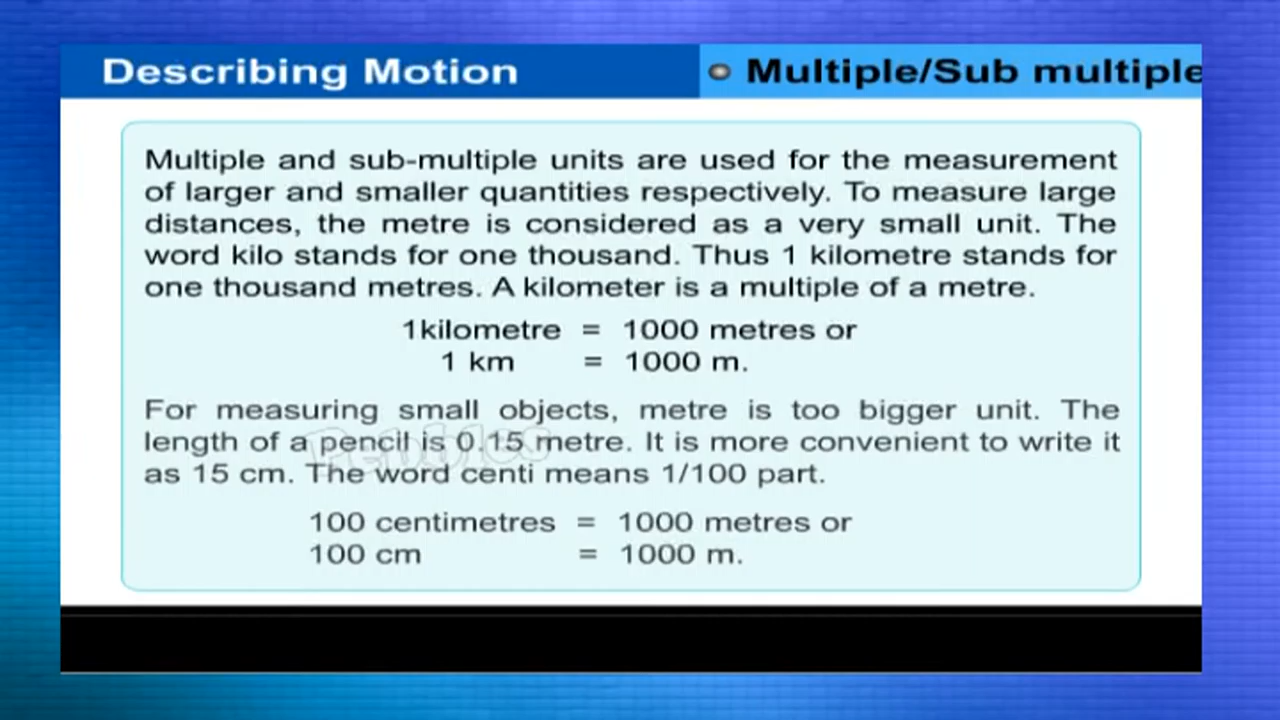 Describing Motion
Multiple/Sub multiple
Multiple and sub-multiple units are used for the measurement
of larger and smaller quantities respectively. To measure large
distances, the metre is considered as a very small unit. The
word kilo stands for one thousand. Thus 1 kilometre stands for
one thousand metres. A kilometer is a multiple of a metre.
1kilometre = 1000 metres or
1 km = 1000 m.
For measuring small objects, metre is too bigger unit. The
length of a pencil is 0.15 metre. It is more convenient to write it
as 15 cm. The word centi means 1/100 part.
Pebbles
100 centimetres = 1000 metres or
100 cm = 1000 m.